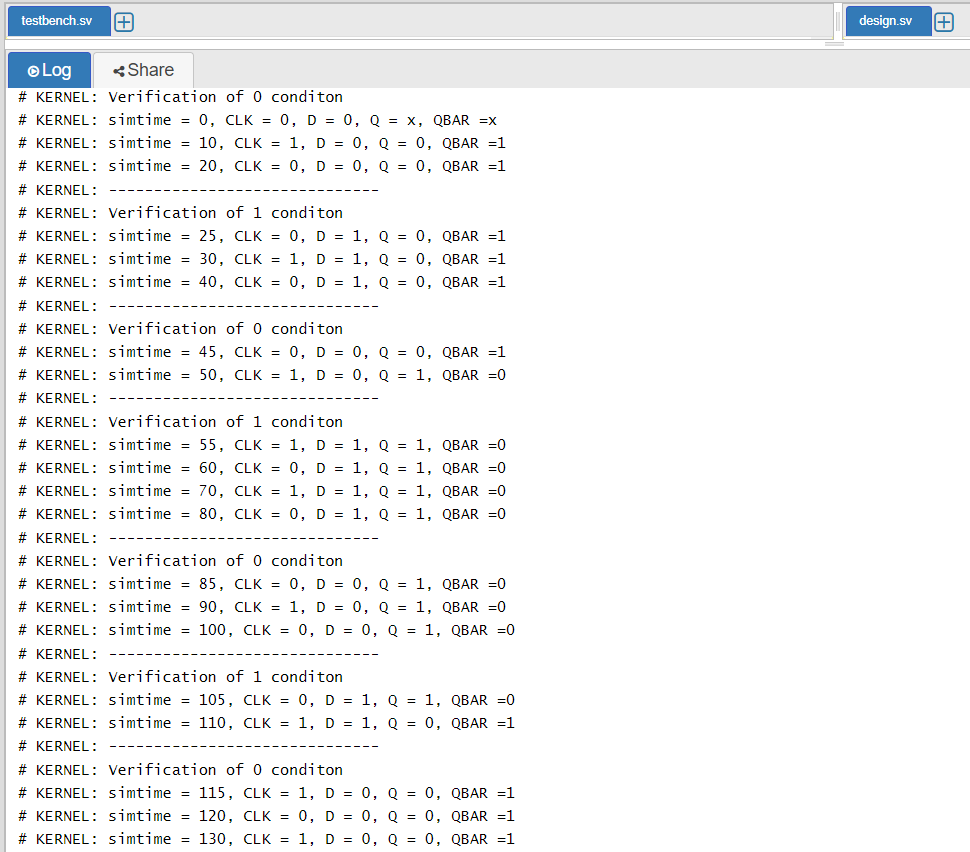 testbench.sv
design.sv
Log
Share
# KERNEL: Verification of 0 conditon
# KERNEL: simtime = 0, CLK = 0, D = 0, Q = x, QBAR =x
# KERNEL: simtime = 10, CLK = 1, D = 0, Q = 0, QBAR =1
# KERNEL: simtime = 20, CLK = 0, D = 0, Q = 0, QBAR =1
# KERNEL: ------------------------------
# KERNEL: Verification of 1 conditon
# KERNEL: simtime = 25, CLK = 0, D = 1, Q = 0, QBAR =1
# KERNEL: simtime = 30, CLK = 1, D = 1, Q = 0, QBAR =1
# KERNEL: simtime = 40, CLK = 0, D = 1, Q = 0, QBAR =1
# KERNEL: ------------------------------
# KERNEL: Verification of 0 conditon
# KERNEL: simtime = 45, CLK = 0, D = 0, Q = 0, QBAR =1
# KERNEL: simtime = 50, CLK = 1, D = 0, Q = 1, QBAR =0
# KERNEL: ------------------------------
# KERNEL: Verification of 1 conditon
# KERNEL: simtime = 55, CLK = 1, D = 1, Q = 1, QBAR =0
# KERNEL: simtime = 60, CLK = 0, D = 1, Q = 1, QBAR =0
# KERNEL: simtime = 70, CLK = 1, D = 1, Q = 1, QBAR =0
# KERNEL: simtime = 80, CLK = 0, D = 1, Q = 1, QBAR =0
# KERNEL: ------------------------------
# KERNEL: Verification of 0 conditon
# KERNEL: simtime = 85, CLK = 0, D = 0, Q = 1, QBAR =0
# KERNEL: simtime = 90, CLK = 1, D = 0, Q = 1, QBAR =0
# KERNEL: simtime = 100, CLK = 0, D = 0, Q = 1, QBAR =0
# KERNEL: ------------------------------
# KERNEL: Verification of 1 conditon
# KERNEL: simtime = 105, CLK = 0, D = 1, Q = 1, QBAR =0
# KERNEL: simtime = 110, CLK = 1, D = 1, Q = 0, QBAR =1
# KERNEL: ------------------------------
# KERNEL: Verification of 0 conditon
# KERNEL: simtime = 115, CLK = 1, D = 0, Q = 0, QBAR =1
# KERNEL: simtime = 120, CLK = 0, D = 0, Q = 0, QBAR =1
# KERNEL: simtime = 130, CLK = 1, D = 0, Q = 0, QBAR =1